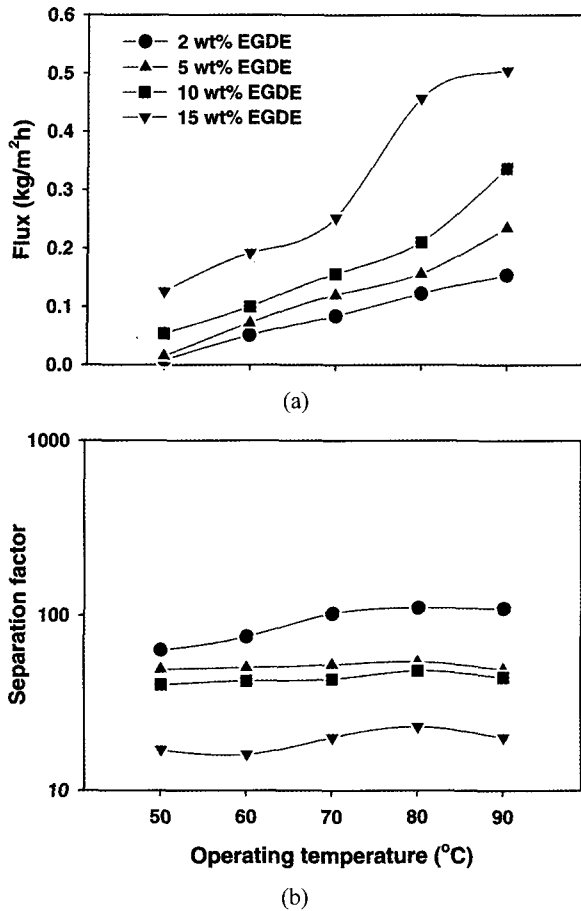 0.6
0.5
0.4
0.3
0.2
0.1
0.0
Flux (kg/m²h)
2 wt% EGDE
5 wt% EGDE
10 wt% EGDE
15 wt% EGDE
(a)
1000
100
10
Separation factor
50 60 70 80 90
Operating temperature (°C)
(b)